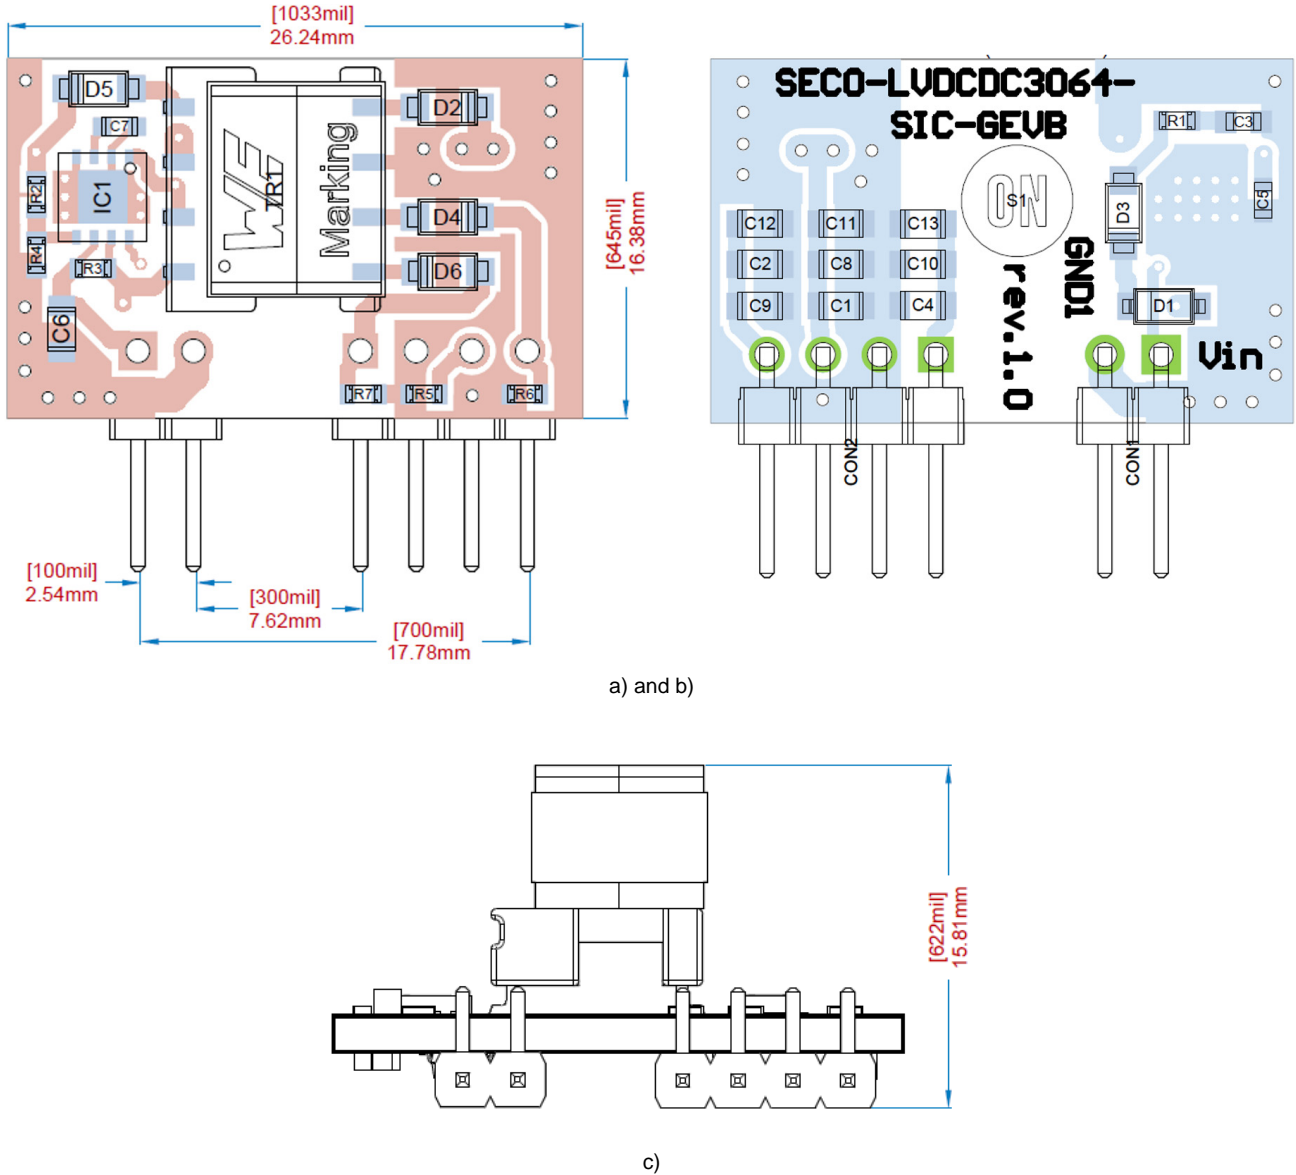 [1033mil]
26.24mm
D5
C7
R2
IC1
R4
R3
C6
WE
TR1
Marking
D2
D4
D6
R7
R5
R6
[645mil]
16.38mm
[100mil]
2.54mm
[300mil]
7.62mm
[700mil]
17.78mm
SECO-LVDCDC3064-
SIC-GEVB
R1
C3
ON
S1
C5
D3
C12
C11
C13
C2
C8
C10
C9
C1
C4
GND1
rev.1.0
D1
Vin
CON2
CON1
a) and b)
[622mil]
15.81mm
c)